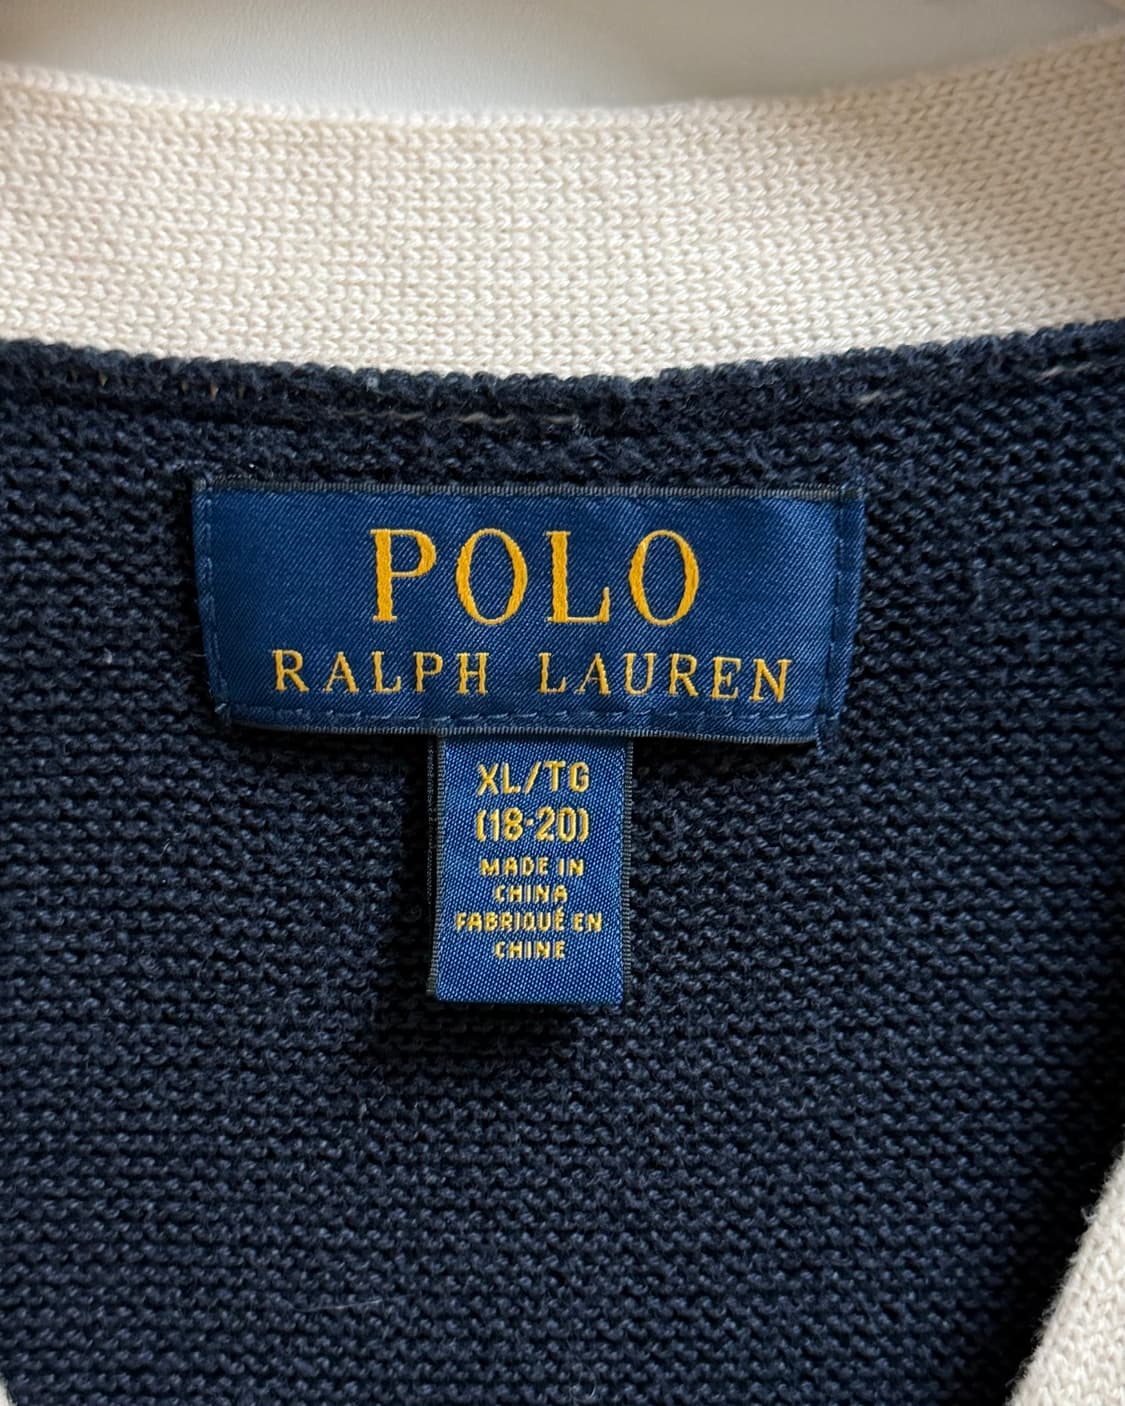 POLO
RALPH LAUREN
XL/TG
(18-20)
MADE IN
CHINA
FABRIQUÉ EN
CHINE